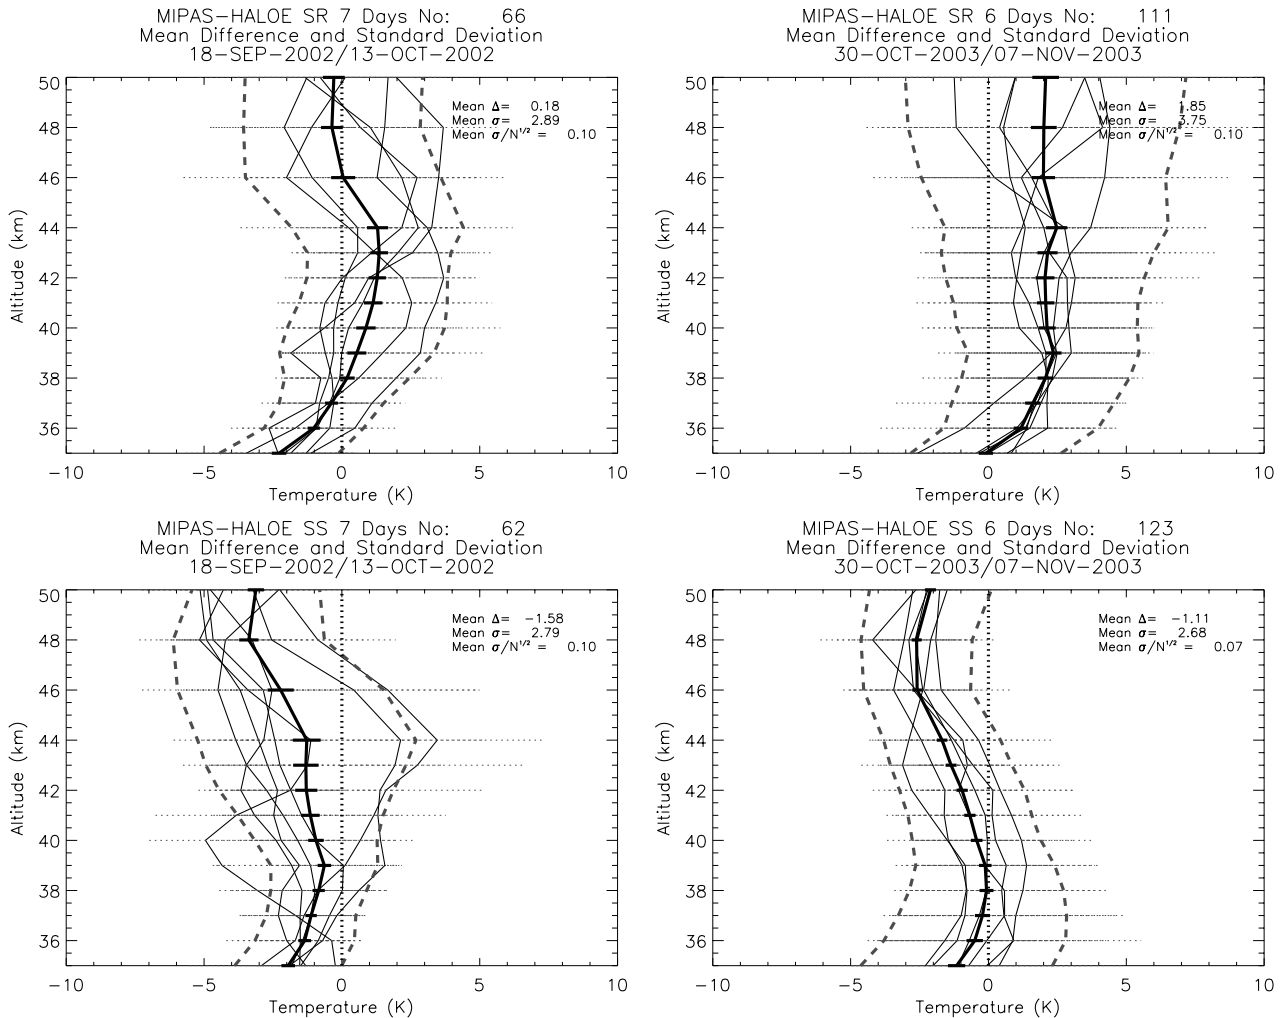 MIPAS-HALOE SR 7 Days No: 66
Mean Difference and Standard Deviation
18-SEP-2002/13-OCT-2002
Mean Δ= 0.18
Mean σ= 2.89
Mean σ/N^1/2 = 0.10
50
48
46
44
42
40
38
36
Altitude (km)
-10 -5 0 5 10
Temperature (K)
MIPAS-HALOE SR 6 Days No: 111
Mean Difference and Standard Deviation
30-OCT-2003/07-NOV-2003
Mean Δ= 1.85
Mean σ= 3.75
Mean σ/N^1/2 = 0.10
50
48
46
44
42
40
38
36
Altitude (km)
-10 -5 0 5 10
Temperature (K)
MIPAS-HALOE SS 7 Days No: 62
Mean Difference and Standard Deviation
18-SEP-2002/13-OCT-2002
Mean Δ= -1.58
Mean σ= 2.79
Mean σ/N^1/2 = 0.10
50
48
46
44
42
40
38
36
Altitude (km)
-10 -5 0 5 10
Temperature (K)
MIPAS-HALOE SS 6 Days No: 123
Mean Difference and Standard Deviation
30-OCT-2003/07-NOV-2003
Mean Δ= -1.11
Mean σ= 2.68
Mean σ/N^1/2 = 0.07
50
48
46
44
42
40
38
36
Altitude (km)
-10 -5 0 5 10
Temperature (K)